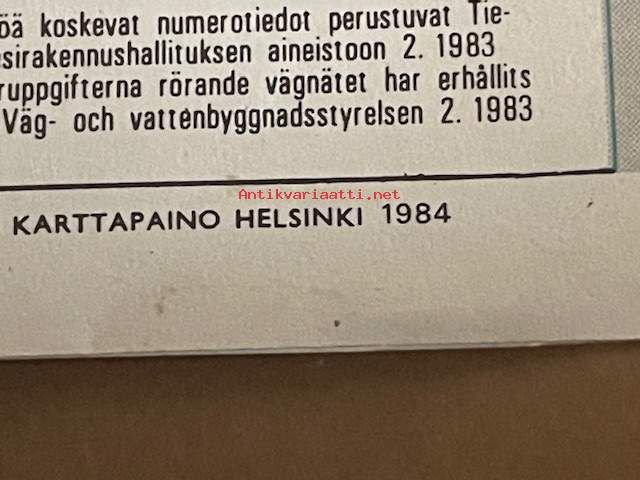 öä koskevat numerotiedot perustuvat Tie-
sirakennushallituksen aineistoon 2. 1983
ruppgifterna rörande vägnätet har erhållits
Väg- och vattenbyggnadsstyrelsen 2. 1983
Antikvariaatti.net
KARTTAPAINO HELSINKI 1984